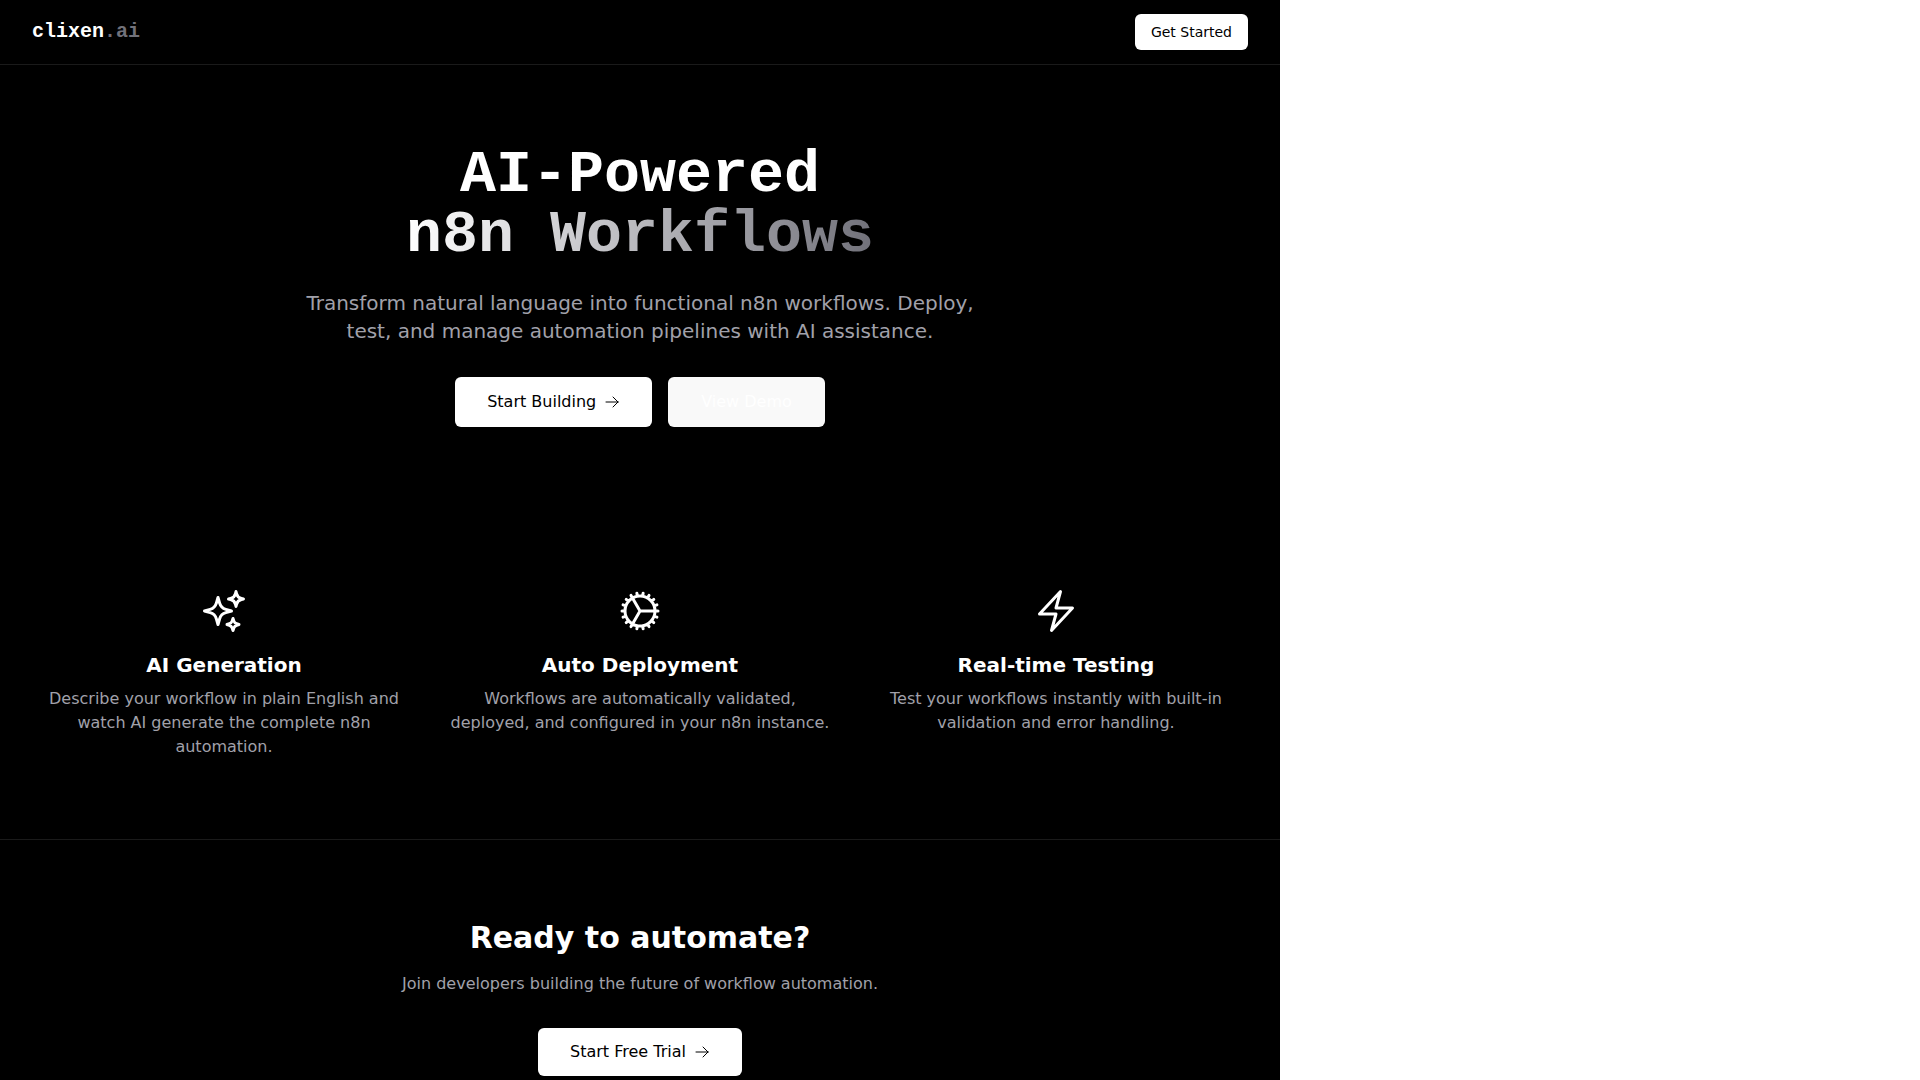 clixen.ai
Get Started
AI-Powered
n8n Workflows
Transform natural language into functional n8n workflows. Deploy,
test, and manage automation pipelines with AI assistance.
Start Building
View Demo
AI Generation
Describe your workflow in plain English and
watch AI generate the complete n8n
automation.
Auto Deployment
Workflows are automatically validated,
deployed, and configured in your n8n instance.
Real-time Testing
Test your workflows instantly with built-in
validation and error handling.
Ready to automate?
Join developers building the future of workflow automation.
Start Free Trial